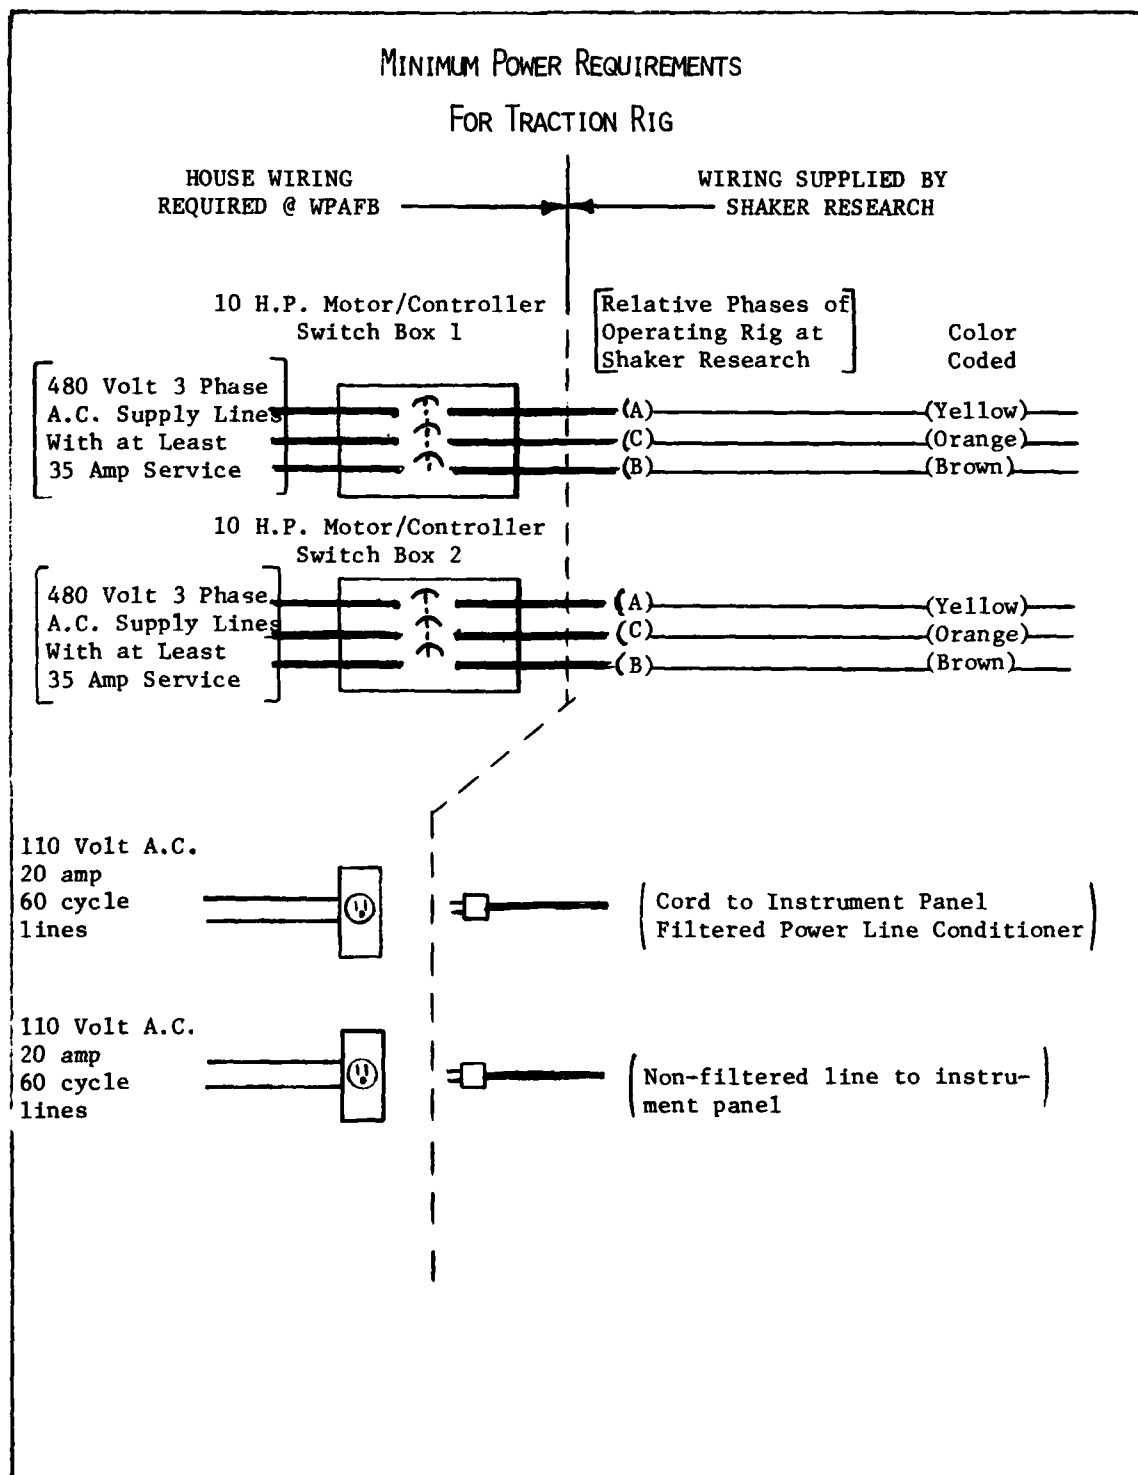 MINIMUM POWER REQUIREMENTS
FOR TRACTION RIG
HOUSE WIRING
REQUIRED @ WPAFB
WIRING SUPPLIED BY
SHAKER RESEARCH
10 H.P. Motor/Controller
Switch Box 1
Relative Phases of
Operating Rig at
Shaker Research
Color
Coded
480 Volt 3 Phase
A.C. Supply Lines
With at Least
35 Amp Service
(A) (Yellow)
(C) (Orange)
(B) (Brown)
10 H.P. Motor/Controller
Switch Box 2
480 Volt 3 Phase
A.C. Supply Lines
With at Least
35 Amp Service
(A) (Yellow)
(C) (Orange)
(B) (Brown)
110 Volt A.C.
20 amp
60 cycle
lines
(Cord to Instrument Panel
Filtered Power Line Conditioner)
110 Volt A.C.
20 amp
60 cycle
lines
(Non-filtered line to instru-
ment panel)